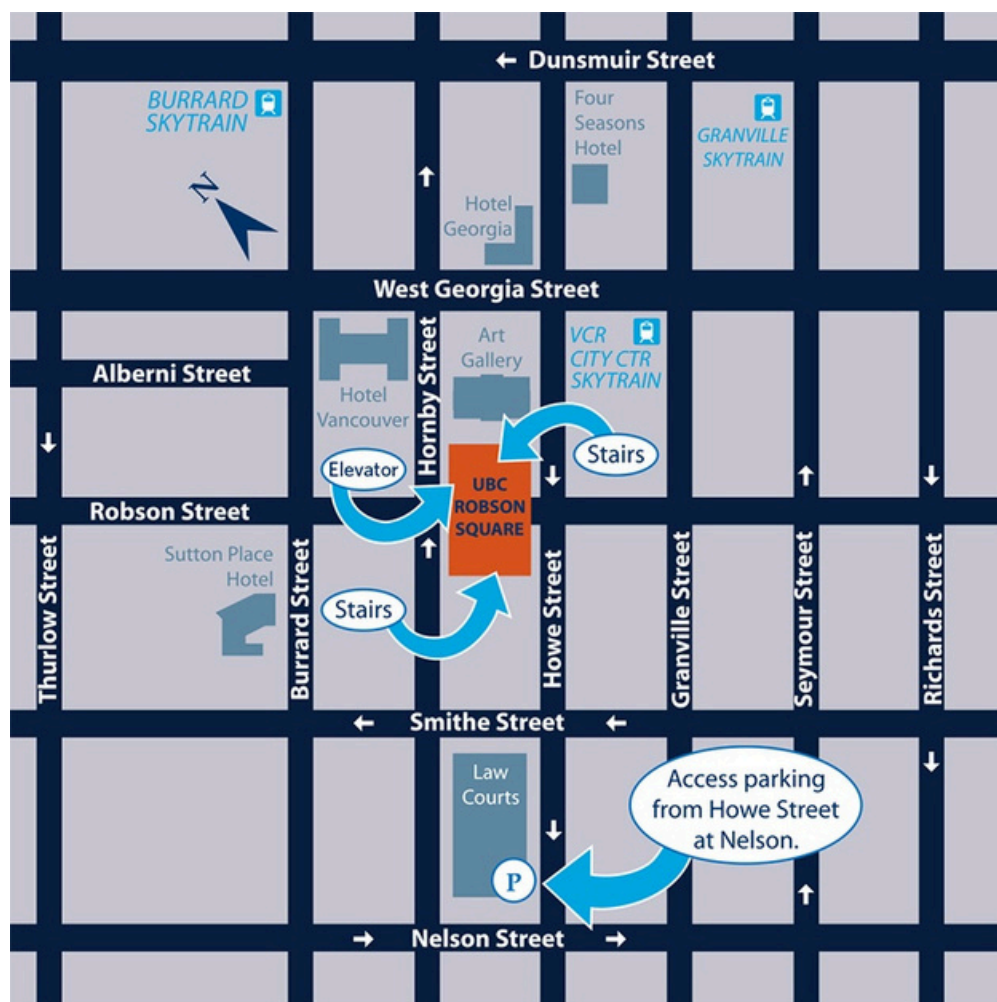 ← Dunsmuir Street
BURRARD
SKYTRAIN
Four
Seasons
Hotel
GRANVILLE
SKYTRAIN
N
Hotel
Georgia
West Georgia Street
Alberni Street
Hotel
Vancouver
Hornby Street
Art
Gallery
VCR
CITY CTR
SKYTRAIN
Stairs
Elevator
UBC
ROBSON
SQUARE
Robson Street
Sutton Place
Hotel
Stairs
Thurlow Street
Burrard Street
Howe Street
Granville Street
Seymour Street
Richards Street
← Smithe Street ←
Law
Courts
Access parking
from Howe Street
at Nelson.
P
→ Nelson Street →